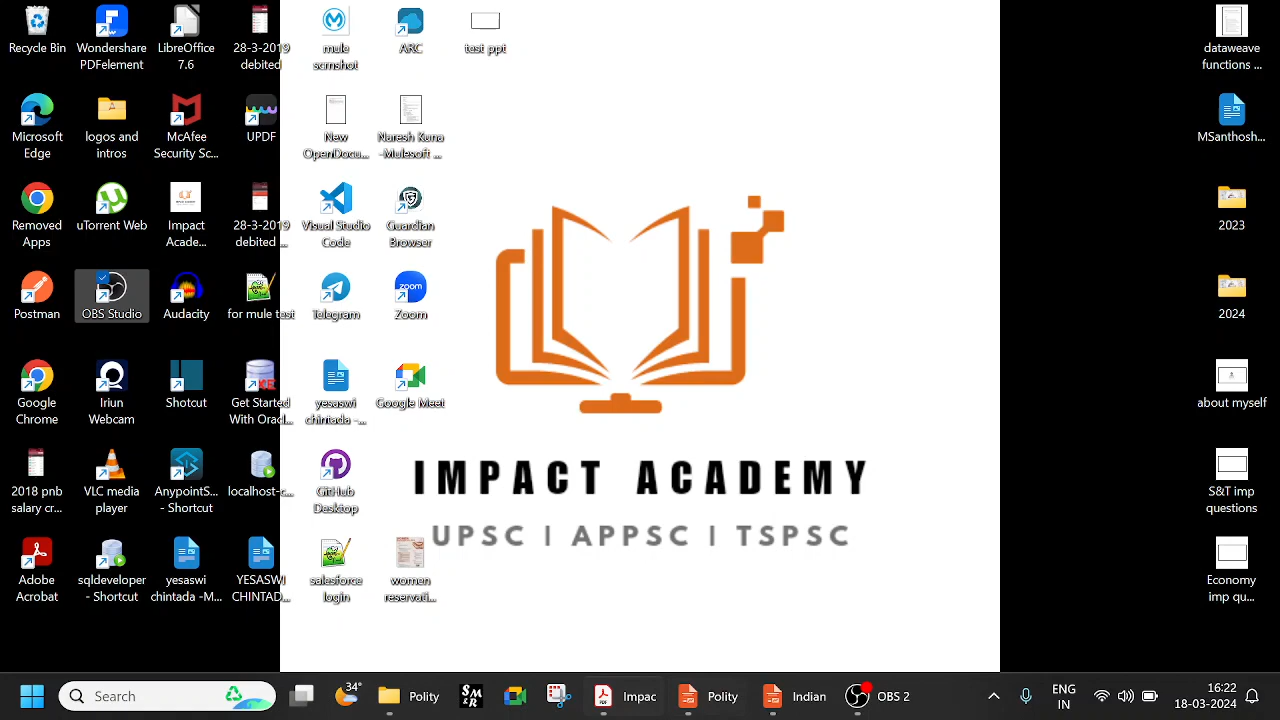 Recycle Bin
Wondershare
PDFelement
LibreOffice
7.6
28-3-2019
debited
mule
scrnshot
ARC
test ppt
dataweave
functions ...
Microsoft
Edge
logos and
intros
McAfee
Security Sc...
UPDF
New
OpenDocu...
Naresh Kuna
-Mulesoft ...
MSanthosh...
Removed
Apps
uTorrent Web
Impact
Acade...
28-3-2019
debited ...
Visual Studio
Code
Guardian
Browser
2023
Postman
OBS Studio
Audacity
for mule test
Telegram
zoom
Zoom
2024
Google
Chrome
Iriun
Webcam
Shotcut
Get Started
With Oracl...
yesaswi
chintada -...
Google Meet
about myself
2018 pnb
salary cr...
VLC media
player
AnypointS...
- Shortcut
localhost-c...
GitHub
Desktop
S&T imp
questions
Adobe
Acrobat
sqldeveloper
- Shortcut
yesaswi
chintada -M...
YESASWI
CHINTAD...
salesforce
login
women
reservati...
Economy
imp qu...
IMPACT ACADEMY
UPSC | APPSC | TSPSC
Search
34°
Polity
Impac
Polity
Indian
OBS 2
ENG
IN
16:22
18-03-2024